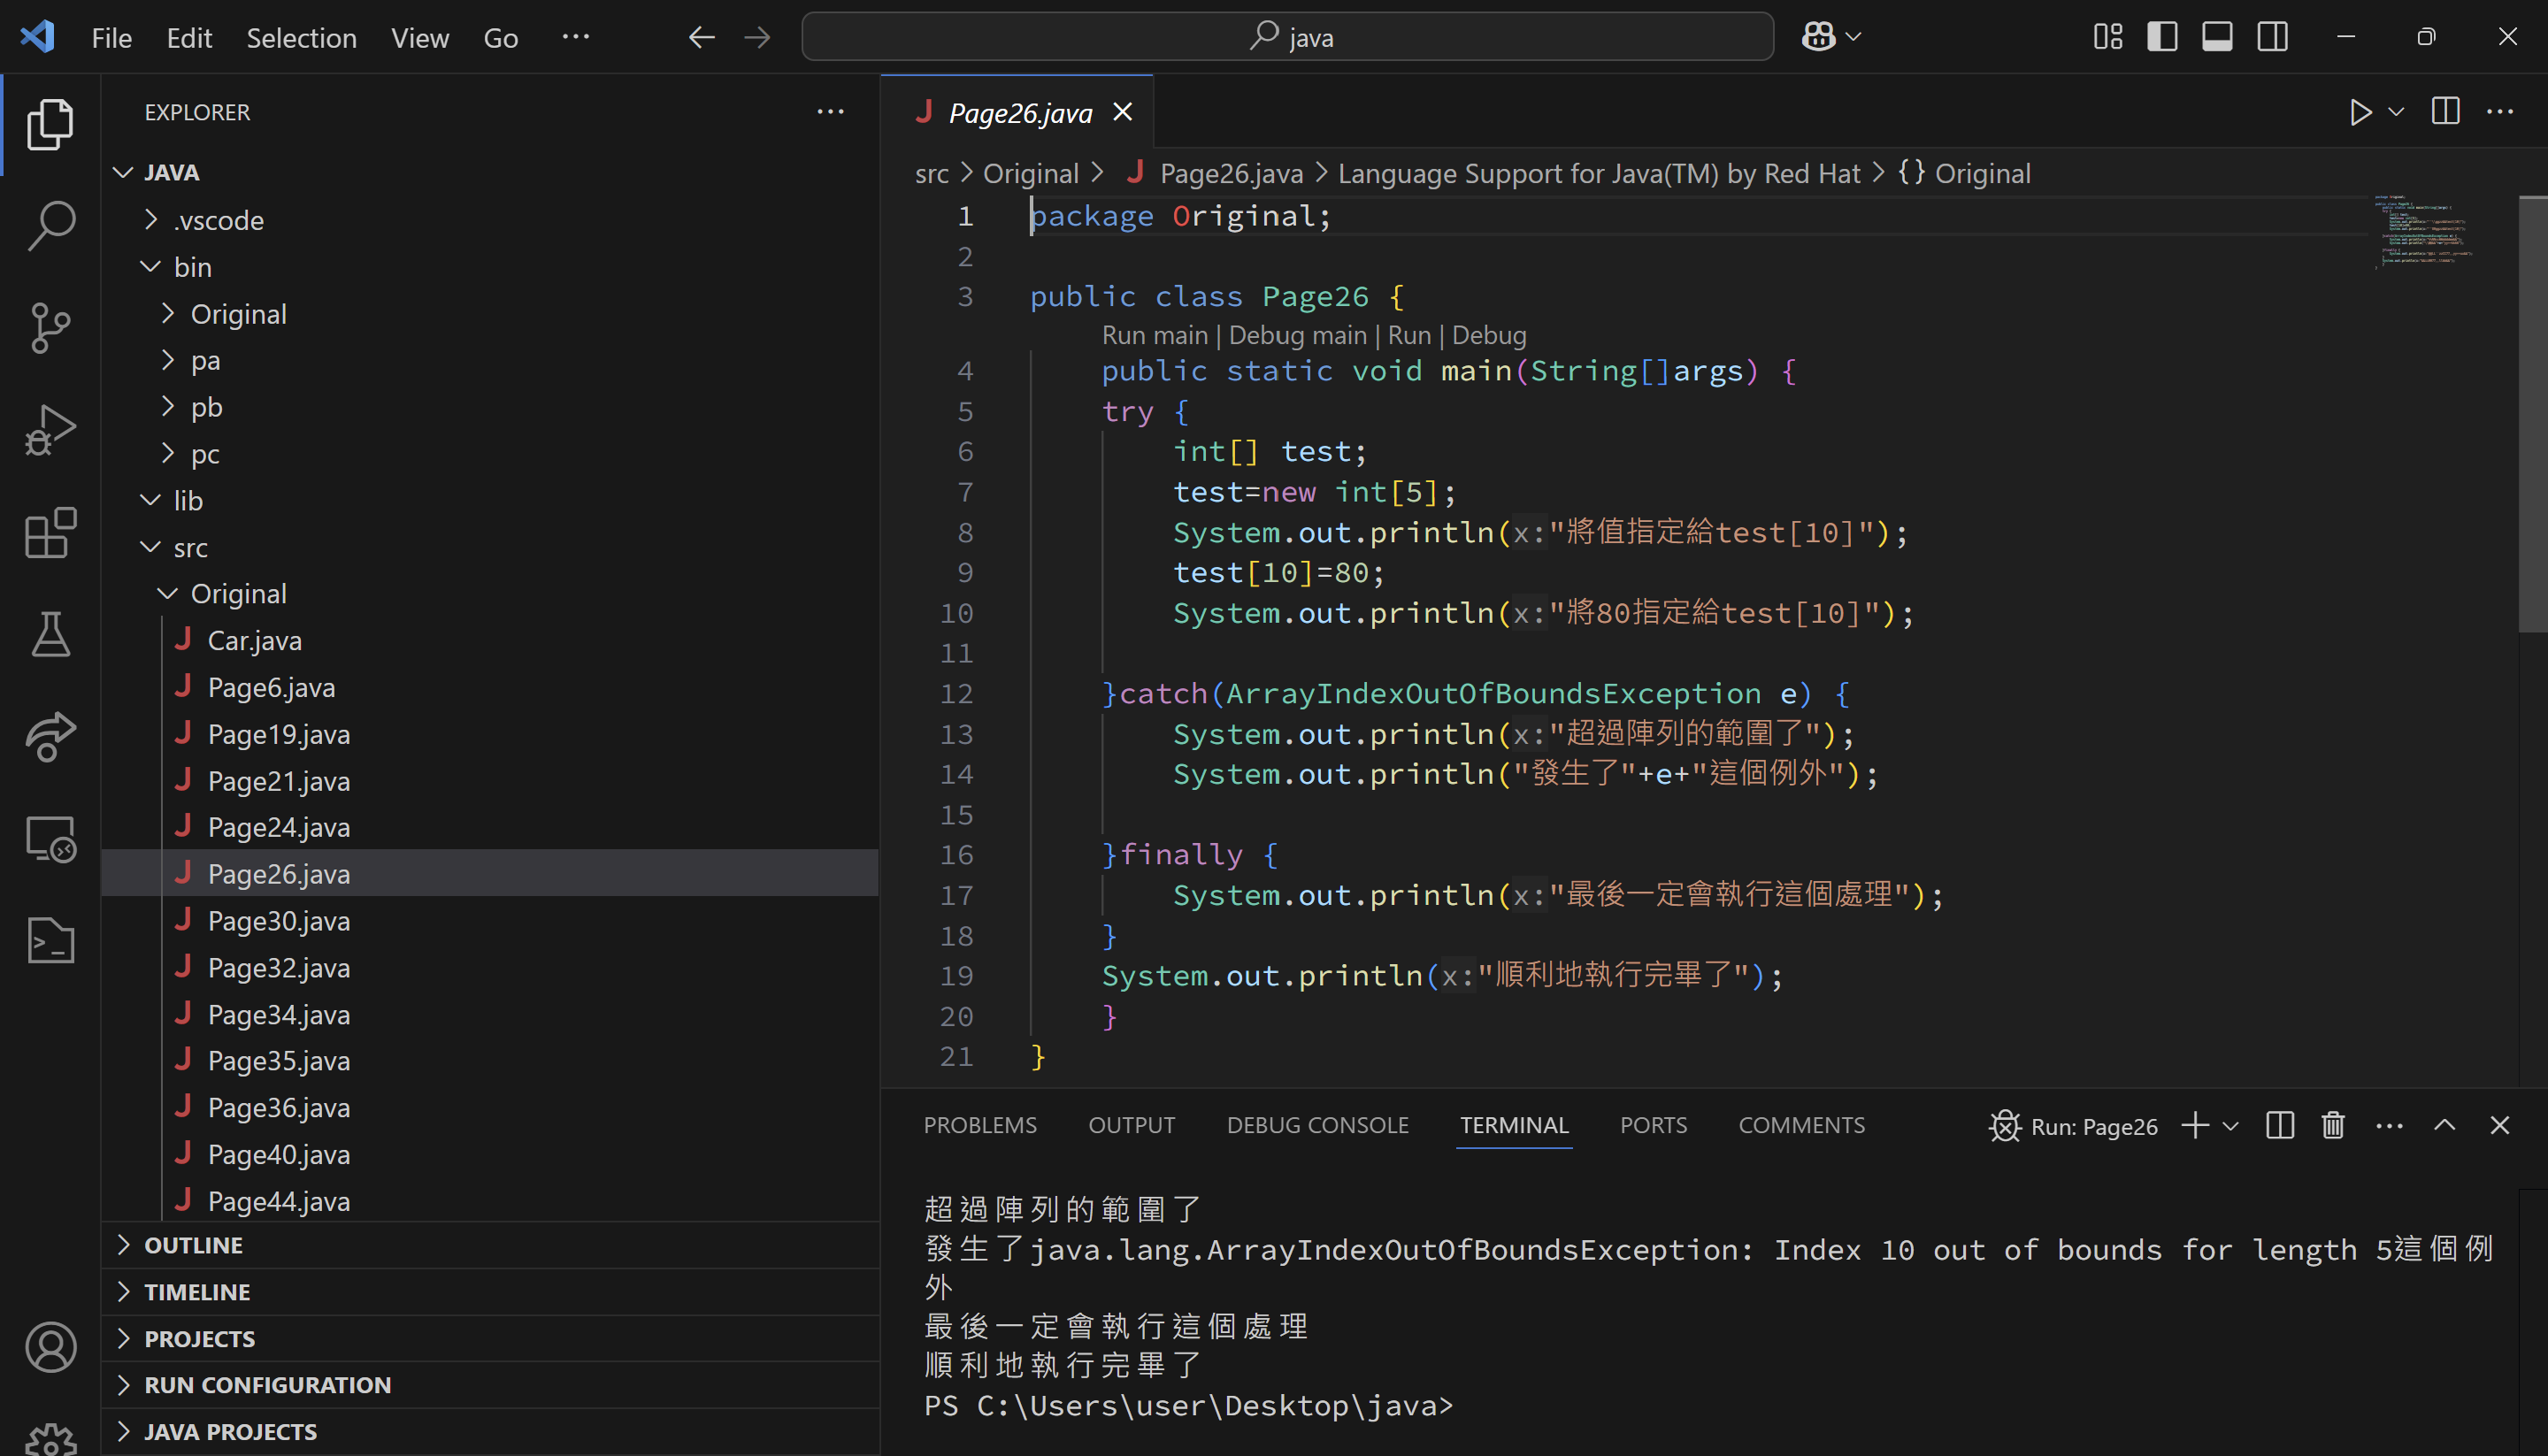 File Edit Selection View Go ···
java
EXPLORER
JAVA
.vscode
bin
Original
pa
pb
pc
lib
src
Original
Car.java
Page6.java
Page19.java
Page21.java
Page24.java
Page26.java
Page30.java
Page32.java
Page34.java
Page35.java
Page36.java
Page40.java
Page44.java
OUTLINE
TIMELINE
PROJECTS
RUN CONFIGURATION
JAVA PROJECTS
Page26.java
src > Original > Page26.java > Language Support for Java(TM) by Red Hat > {} Original
1 package Original;
2
3 public class Page26 {
Run main | Debug main | Run | Debug
4 public static void main(String[]args) {
5 try {
6 int[] test;
7 test=new int[5];
8 System.out.println(x:"將值指定給test[10]");
9 test[10]=80;
10 System.out.println(x:"將80指定給test[10]");
11
12 }catch(ArrayIndexOutOfBoundsException e) {
13 System.out.println(x:"超過陣列的範圍了");
14 System.out.println("發生了"+e+"這個例外");
15
16 }finally {
17 System.out.println(x:"最後一定會執行這個處理");
18 }
19 System.out.println(x:"順利地執行完畢了");
20 }
21 }
PROBLEMS OUTPUT DEBUG CONSOLE TERMINAL PORTS COMMENTS
Run: Page26
超過陣列的範圍了
發生了java.lang.ArrayIndexOutOfBoundsException: Index 10 out of bounds for length 5這個例
外
最後一定會執行這個處理
順利地執行完畢了
PS C:\Users\user\Desktop\java>